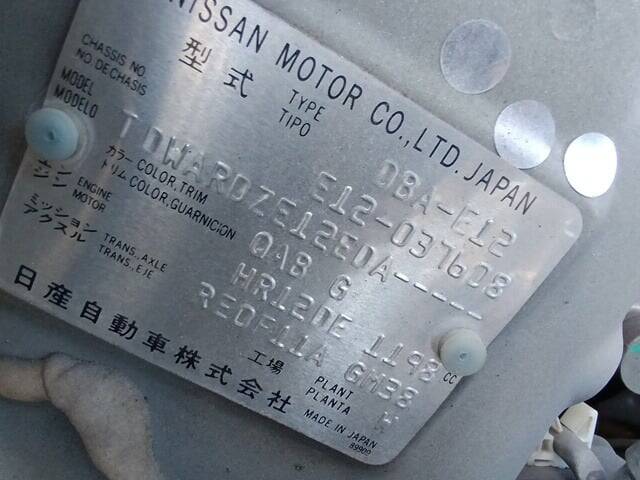 NISSAN MOTOR CO., LTD. JAPAN
型式 TYPE TIPO DBA-E12
CHASSIS NO. NO. DE CHASIS E12-037608
MODEL MODELO TDWARDZE12EDA-----
カラー トリム COLOR, TRIM COLOR, GUARNICION QAB G
ジン ENGINE MOTOR HR12DE 1198 CC
ミッション アクスル TRANS., AXLE TRANS., EJE RE0F11A GM38
工場 PLANT PLANTA W
日産自動車株式会社 MADE IN JAPAN
89900